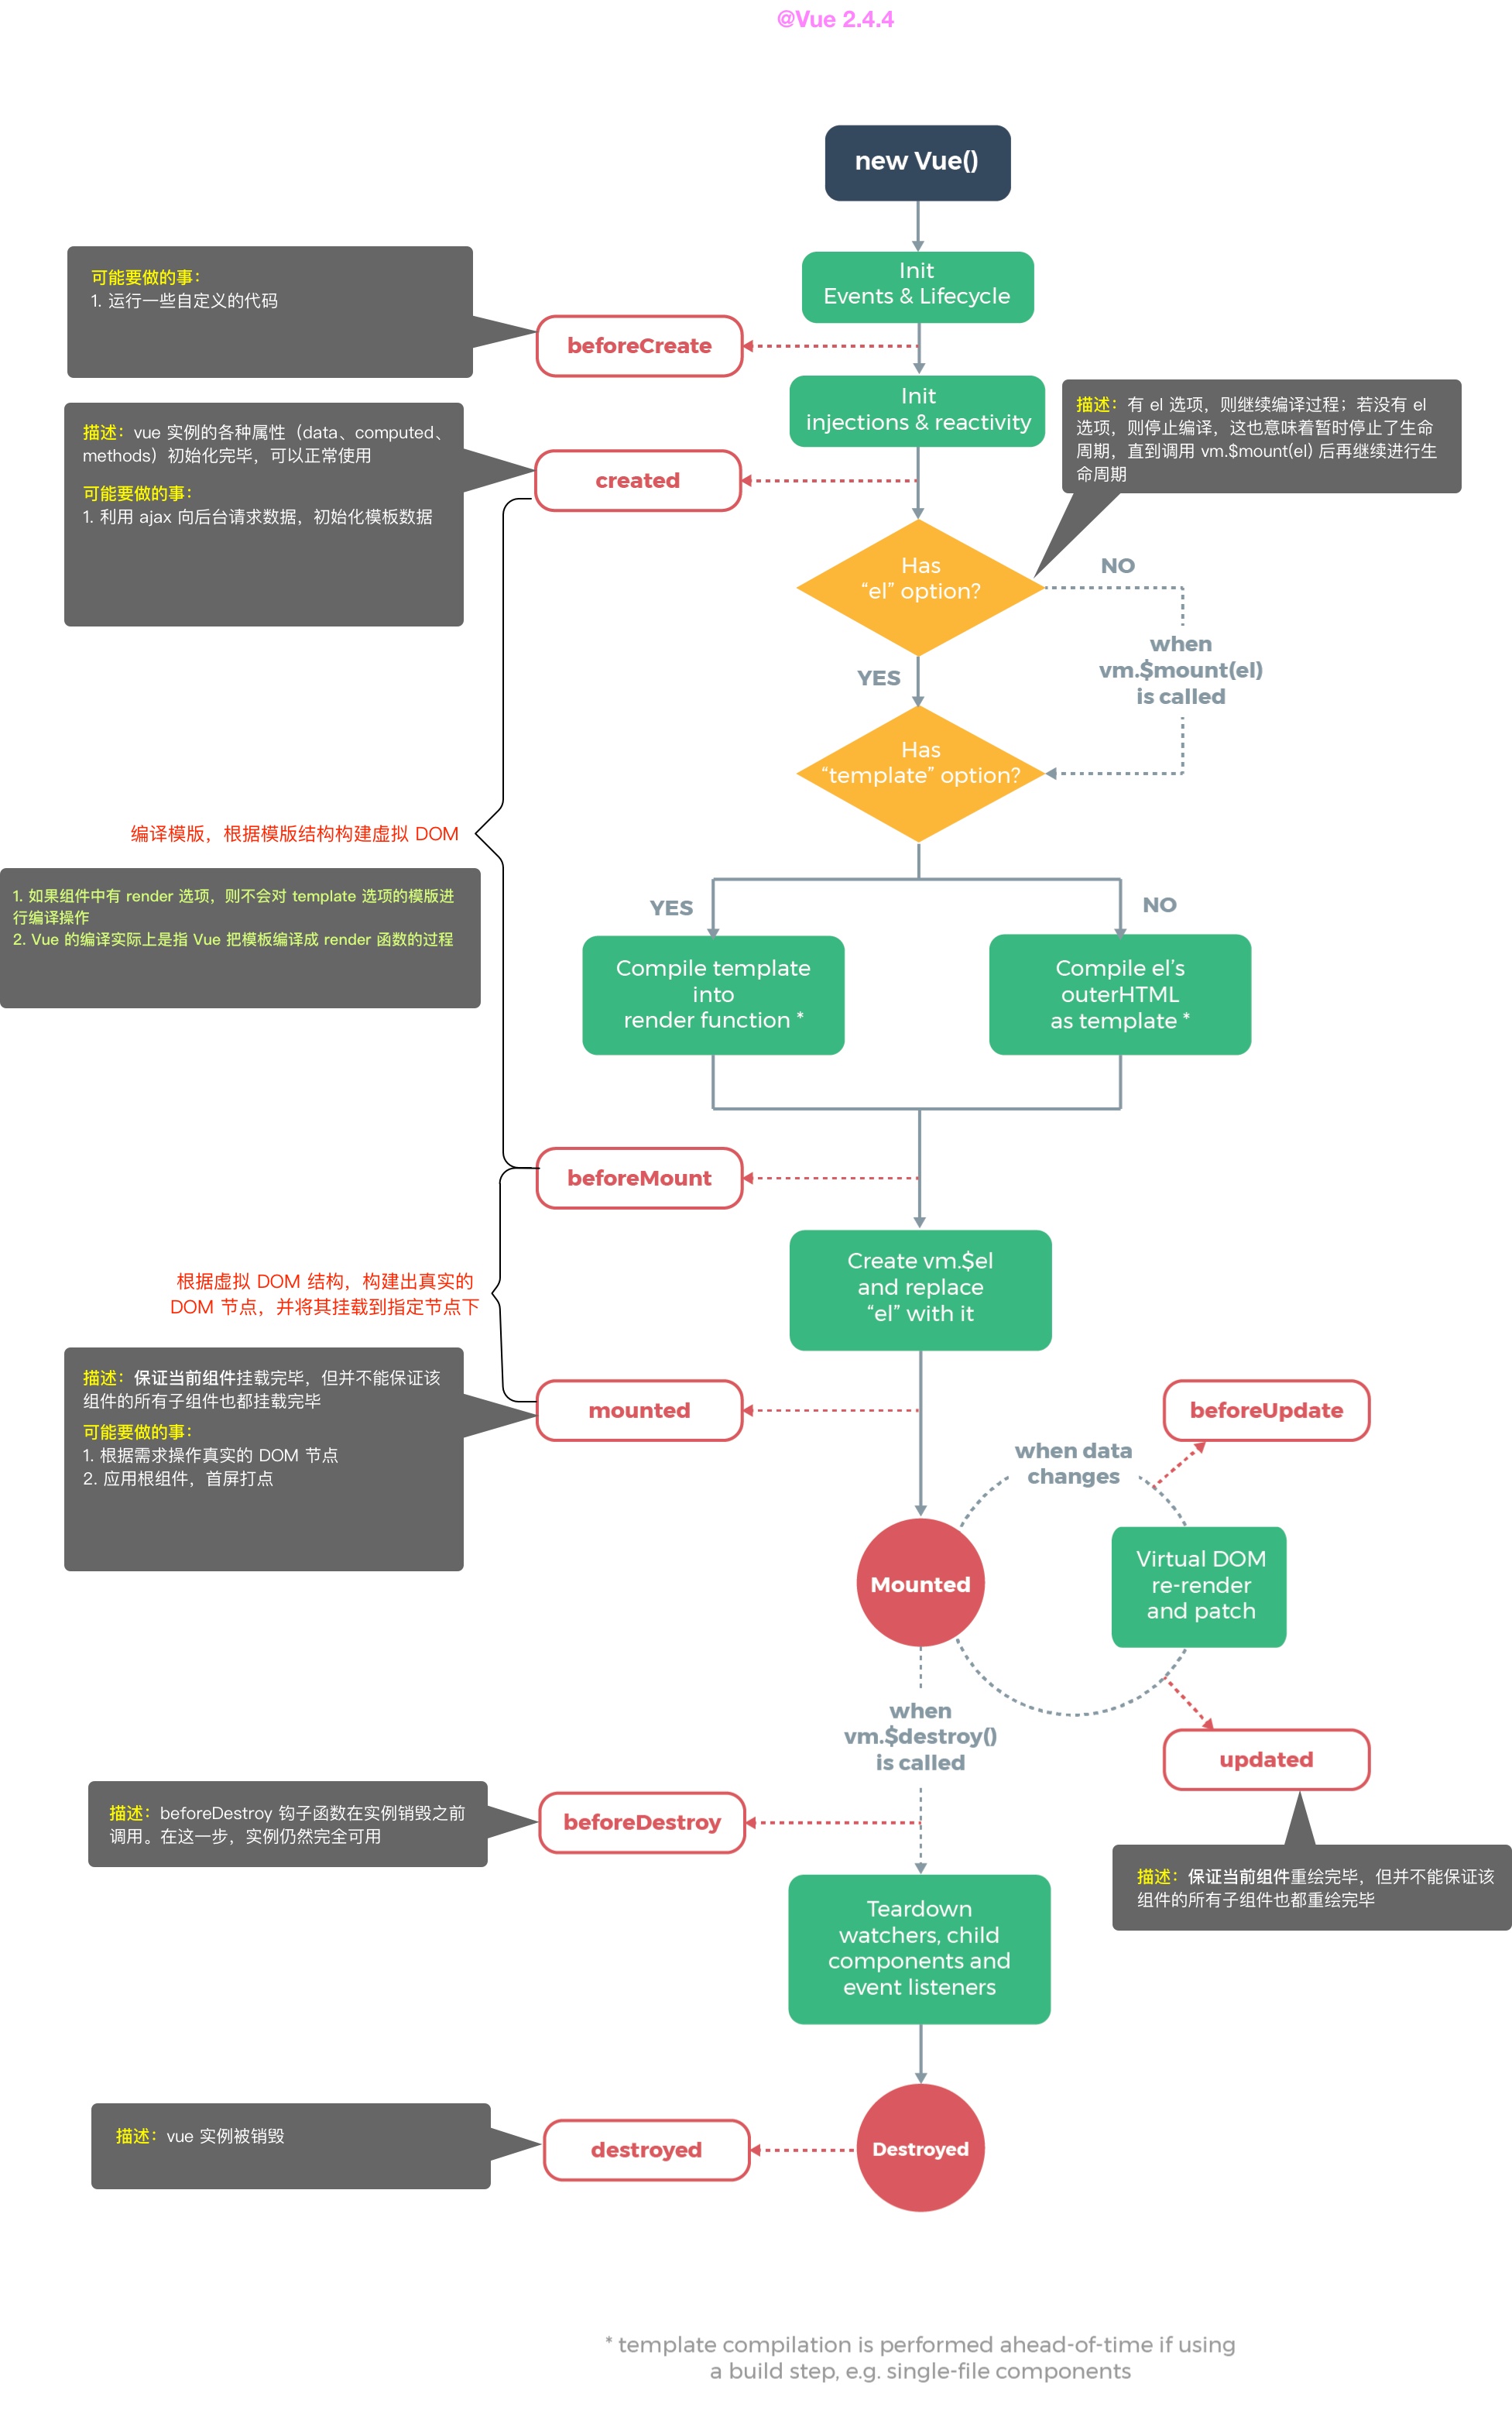 @Vue 2.4.4
new Vue()
Init
Events & Lifecycle
可能要做的事：
1. 运行一些自定义的代码
beforeCreate
Init
injections & reactivity
描述：有 el 选项，则继续编译过程；若没有 el
选项，则停止编译，这也意味着暂时停止了生命
周期，直到调用 vm.$mount(el) 后再继续进行生
命周期
描述：vue 实例的各种属性（data、computed、
methods）初始化完毕，可以正常使用
可能要做的事：
1. 利用 ajax 向后台请求数据，初始化模板数据
created
Has
“el” option?
NO
when
vm.$mount(el)
is called
YES
Has
“template” option?
编译模版，根据模版结构构建虚拟 DOM
1. 如果组件中有 render 选项，则不会对 template 选项的模版进
行编译操作
2. Vue 的编译实际上是指 Vue 把模板编译成 render 函数的过程
YES
NO
Compile template
into
render function *
Compile el’s
outerHTML
as template *
beforeMount
Create vm.$el
and replace
“el” with it
根据虚拟 DOM 结构，构建出真实的
DOM 节点，并将其挂载到指定节点下
描述：保证当前组件挂载完毕，但并不能保证该
组件的所有子组件也都挂载完毕
可能要做的事：
1. 根据需求操作真实的 DOM 节点
2. 应用根组件，首屏打点
mounted
beforeUpdate
when data
changes
Mounted
Virtual DOM
re-render
and patch
when
vm.$destroy()
is called
updated
描述：beforeDestroy 钩子函数在实例销毁之前
调用。在这一步，实例仍然完全可用
beforeDestroy
描述：保证当前组件重绘完毕，但并不能保证该
组件的所有子组件也都重绘完毕
Teardown
watchers, child
components and
event listeners
描述：vue 实例被销毁
destroyed
Destroyed
* template compilation is performed ahead-of-time if using
a build step, e.g. single-file components